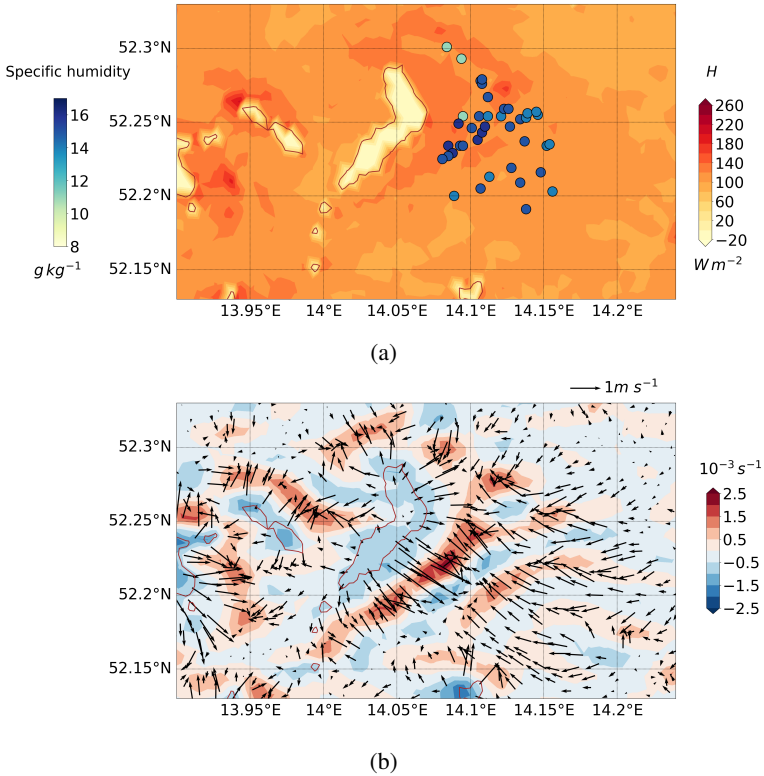 52.3°N
52.25°N
52.2°N
52.15°N
13.95°E 14°E 14.05°E 14.1°E 14.15°E 14.2°E
Specific humidity
16
14
12
10
8
g kg⁻¹
H
260
220
180
140
100
60
20
−20
W m⁻²
(a)
1m s⁻¹
52.3°N
52.25°N
52.2°N
52.15°N
13.95°E 14°E 14.05°E 14.1°E 14.15°E 14.2°E
10⁻³ s⁻¹
2.5
1.5
0.5
−0.5
−1.5
−2.5
(b)